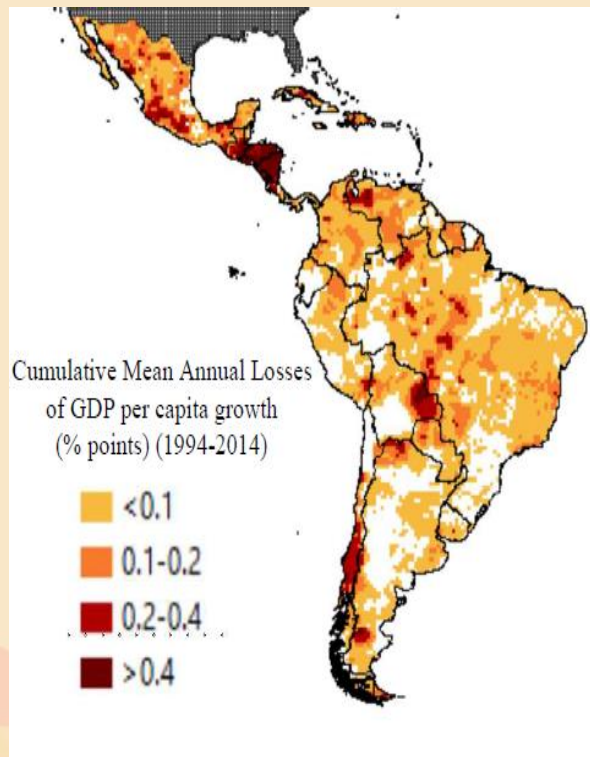 Cumulative Mean Annual Losses
of GDP per capita growth
(% points) (1994-2014)
<0.1
0.1-0.2
0.2-0.4
>0.4